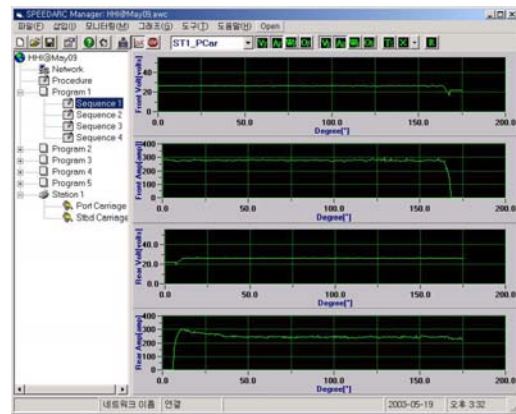 SPEEDARC Manager: HHI@May09.awc
파일(F) 삽입(I) 모니터링(M) 그래프(G) 도구(T) 도움말(H) Open
ST1_PCar
HHI@May09
Network
Procedure
Program 1
Sequence 1
Sequence 2
Sequence 3
Sequence 4
Program 2
Program 3
Program 4
Program 5
Station 1
Port Carriage
Stbd Carriage
Front Volt[volts]
40
20
0
0.0 50.0 100.0 150.0 200.0
Degree[°]
Front Amp[amp]
400
300
200
100
0
0.0 50.0 100.0 150.0 200.0
Degree[°]
Rear Volt[volts]
40.0
20.0
0.0
0.0 50.0 100.0 150.0 200.0
Degree[°]
Rear Amp[amp]
400
300
200
100
0
0.0 50.0 100.0 150.0 200.0
Degree[°]
네트워크 이름 연결 2003-05-19 오후 3:32